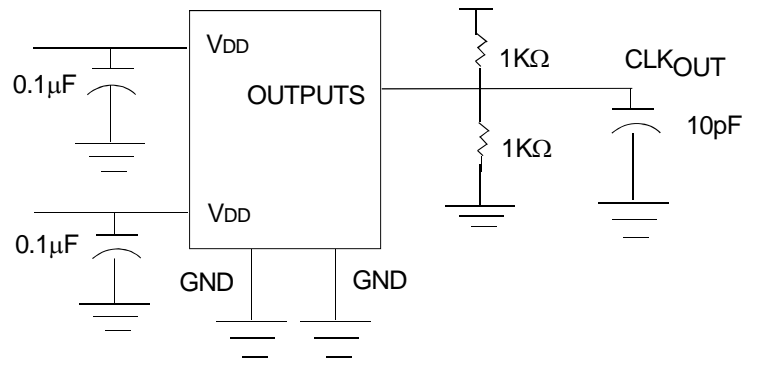 VDD
0.1μF
OUTPUTS
1KΩ
CLKOUT
10pF
1KΩ
VDD
0.1μF
GND
GND